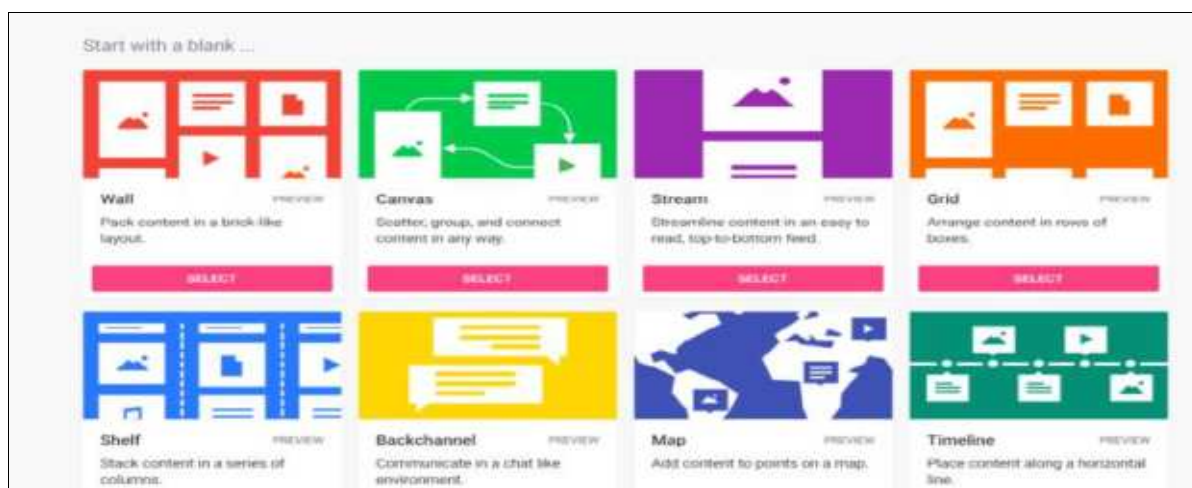 Start with a blank ...
Wall PREVIEW
Pack content in a brick-like
layout.
SELECT
Canvas PREVIEW
Scatter, group, and connect
content in any way.
SELECT
Stream PREVIEW
Streamline content in an easy to
read, top-to-bottom feed.
SELECT
Grid PREVIEW
Arrange content in rows of
boxes.
SELECT
Shelf PREVIEW
Stack content in a series of
columns.
Backchannel PREVIEW
Communicate in a chat like
environment.
Map PREVIEW
Add content to points on a map.
Timeline PREVIEW
Place content along a horizontal
line.